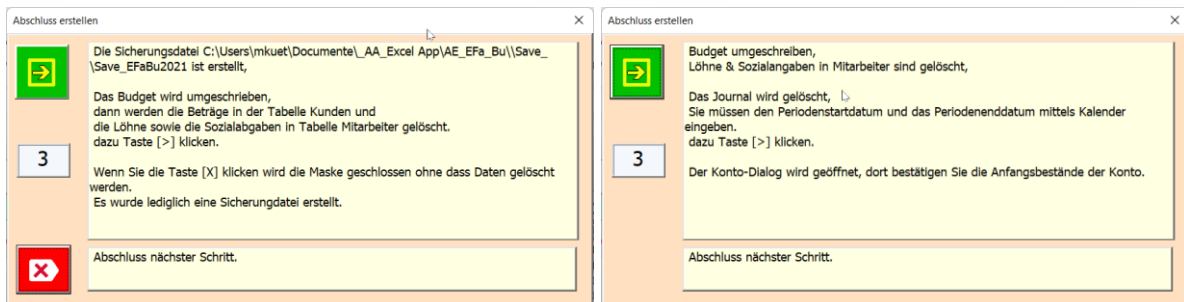 Abschluss erstellen
Die Sicherungsdatei C:\Users\mkuet\Documente\_AA_Excel App\AE_EFa_Bu\\Save_
\Save_EFaBu2021 ist erstellt,
Das Budget wird umgeschrieben,
dann werden die Beträge in der Tabelle Kunden und
die Löhne sowie die Sozialabgaben in Tabelle Mitarbeiter gelöscht.
dazu Taste [>] klicken.
3
Wenn Sie die Taste [X] klicken wird die Maske geschlossen ohne dass Daten gelöscht
werden.
Es wurde lediglich eine Sicherungdatei erstellt.
Abschluss nächster Schritt.
Abschluss erstellen
Budget umgeschreiben,
Löhne & Sozialangaben in Mitarbeiter sind gelöscht,
Das Journal wird gelöscht,
Sie müssen den Periodenstartdatum und das Periodenenddatum mittels Kalender
eingeben.
dazu Taste [>] klicken.
3
Der Konto-Dialog wird geöffnet, dort bestätigen Sie die Anfangsbestände der Konto.
Abschluss nächster Schritt.